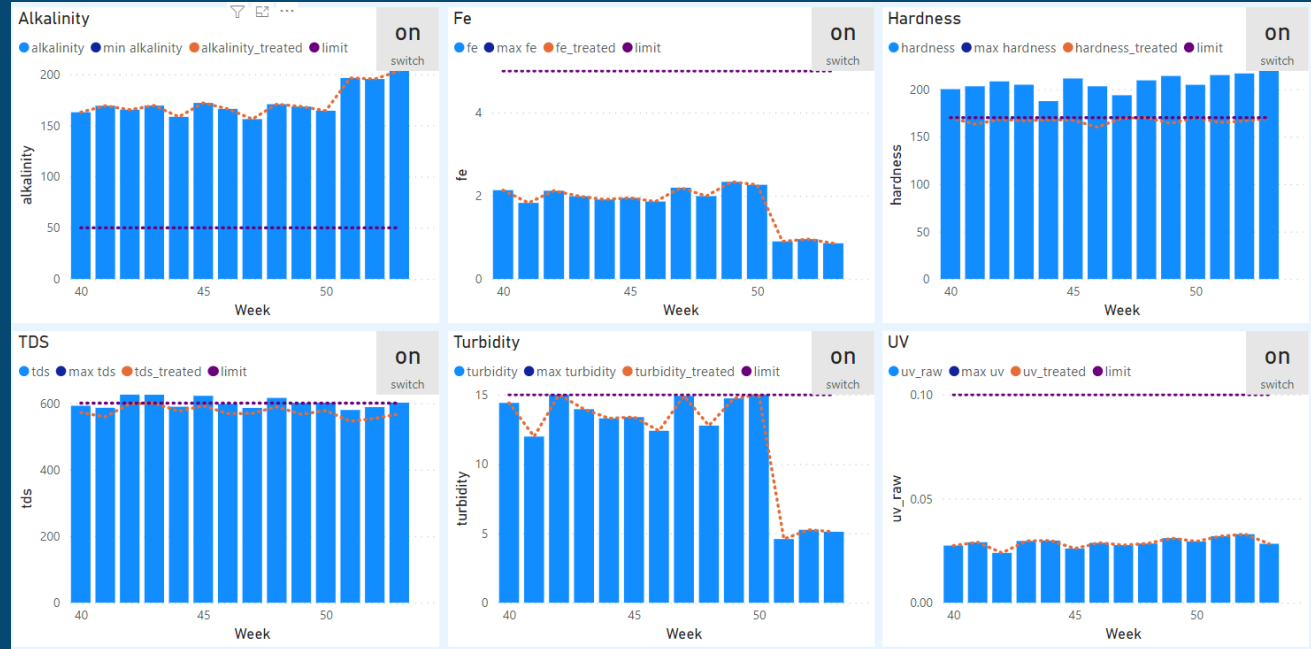 Alkalinity
on
switch
alkalinity min alkalinity alkalinity_treated limit
200
150
100
50
0
alkalinity
40 45 50
Week
Fe
on
switch
fe max fe fe_treated limit
4
2
0
fe
40 45 50
Week
Hardness
on
switch
hardness max hardness hardness_treated limit
200
150
100
50
0
hardness
40 45 50
Week
TDS
on
switch
tds max tds tds_treated limit
600
400
200
0
tds
40 45 50
Week
Turbidity
on
switch
turbidity max turbidity turbidity_treated limit
15
10
5
0
turbidity
40 45 50
Week
UV
on
switch
uv_raw max uv uv_treated limit
0.10
0.05
0.00
uv_raw
40 45 50
Week